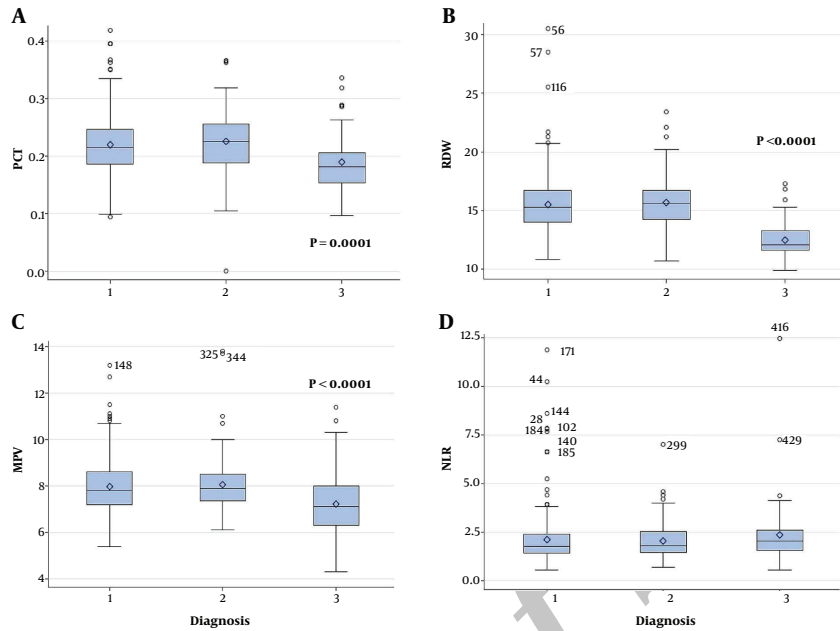 A
PCT
0.4
0.3
0.2
0.1
0.0
P = 0.0001
1 2 3
B
RDW
30
25
20
15
10
56
57
116
P <0.0001
1 2 3
C
MPV
14
12
10
8
6
4
148
325 344
P < 0.0001
1 2 3
Diagnosis
D
NLR
12.5
10.0
7.5
5.0
2.5
0.0
416
171
44
144
28
184 102
140
185
299
429
1 2 3
Diagnosis